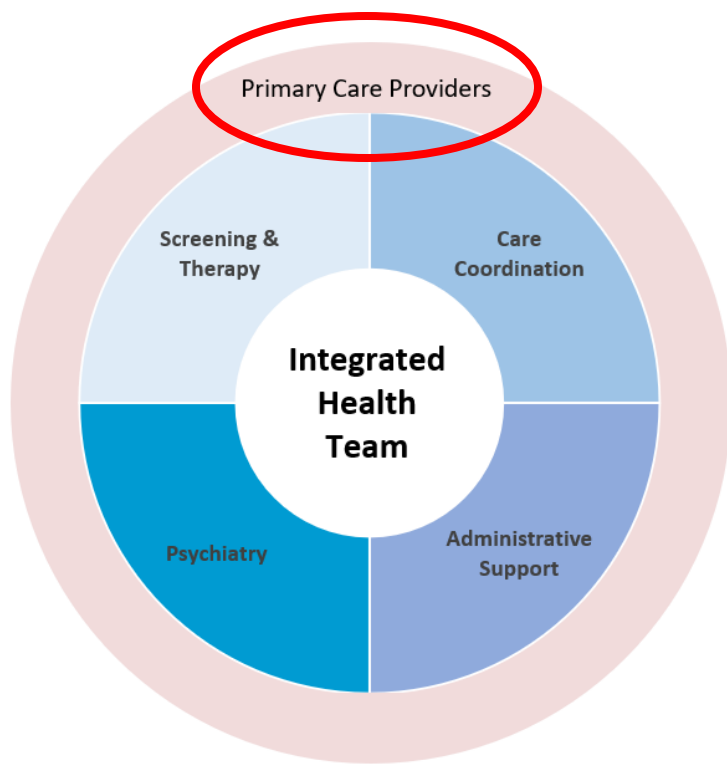 Primary Care Providers
Screening &
Therapy
Care
Coordination
Integrated
Health
Team
Psychiatry
Administrative
Support